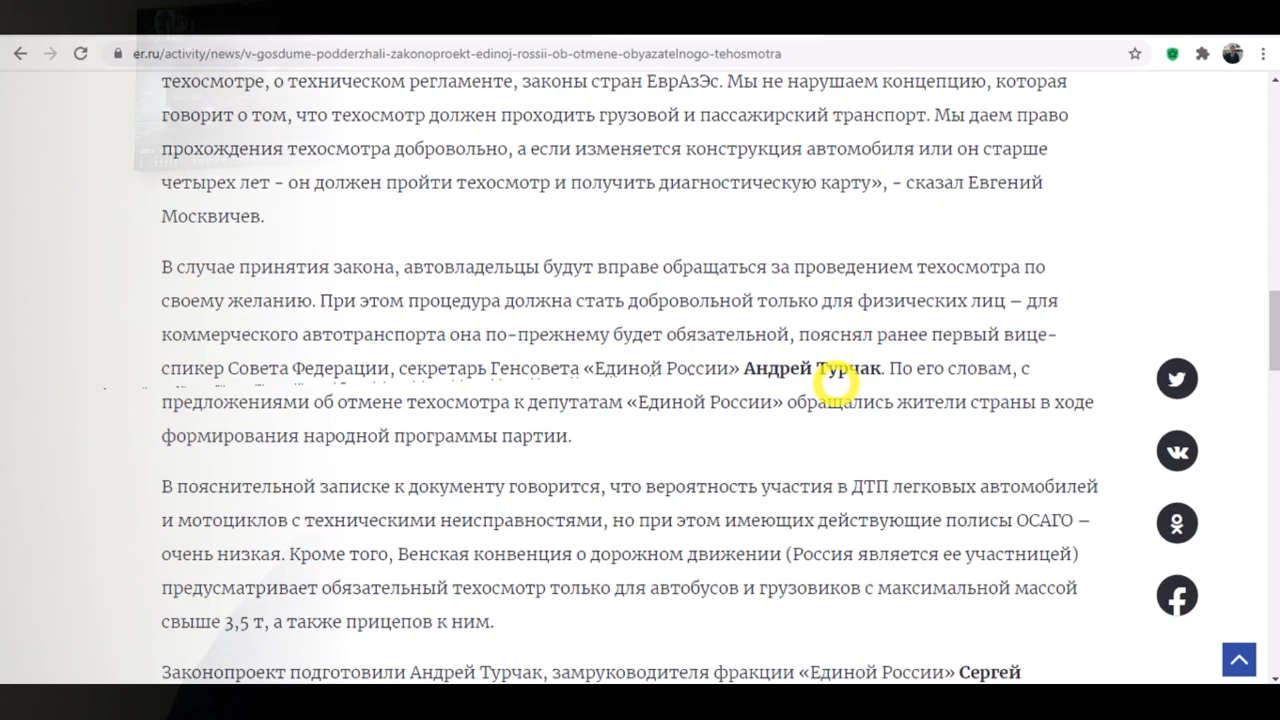 er.ru/activity/news/v-gosdume-podderzhali-zakonoproekt-edinoj-rossii-ob-otmene-obyazatelnogo-tehosmotra
техосмотре, о техническом регламенте, законы стран ЕврАзЭс. Мы не нарушаем концепцию, которая
говорит о том, что техосмотр должен проходить грузовой и пассажирский транспорт. Мы даем право
прохождения техосмотра добровольно, а если изменяется конструкция автомобиля или он старше
четырех лет - он должен пройти техосмотр и получить диагностическую карту», - сказал Евгений
Москвичев.
В случае принятия закона, автовладельцы будут вправе обращаться за проведением техосмотра по
своему желанию. При этом процедура должна стать добровольной только для физических лиц – для
коммерческого автотранспорта она по-прежнему будет обязательной, пояснял ранее первый вице-
спикер Совета Федерации, секретарь Генсовета «Единой России» Андрей Турчак. По его словам, с
предложениями об отмене техосмотра к депутатам «Единой России» обращались жители страны в ходе
формирования народной программы партии.
В пояснительной записке к документу говорится, что вероятность участия в ДТП легковых автомобилей
и мотоциклов с техническими неисправностями, но при этом имеющих действующие полисы ОСАГО –
очень низкая. Кроме того, Венская конвенция о дорожном движении (Россия является ее участницей)
предусматривает обязательный техосмотр только для автобусов и грузовиков с максимальной массой
свыше 3,5 т, а также прицепов к ним.
Законопроект подготовили Андрей Турчак, замруководителя фракции «Единой России» Сергей